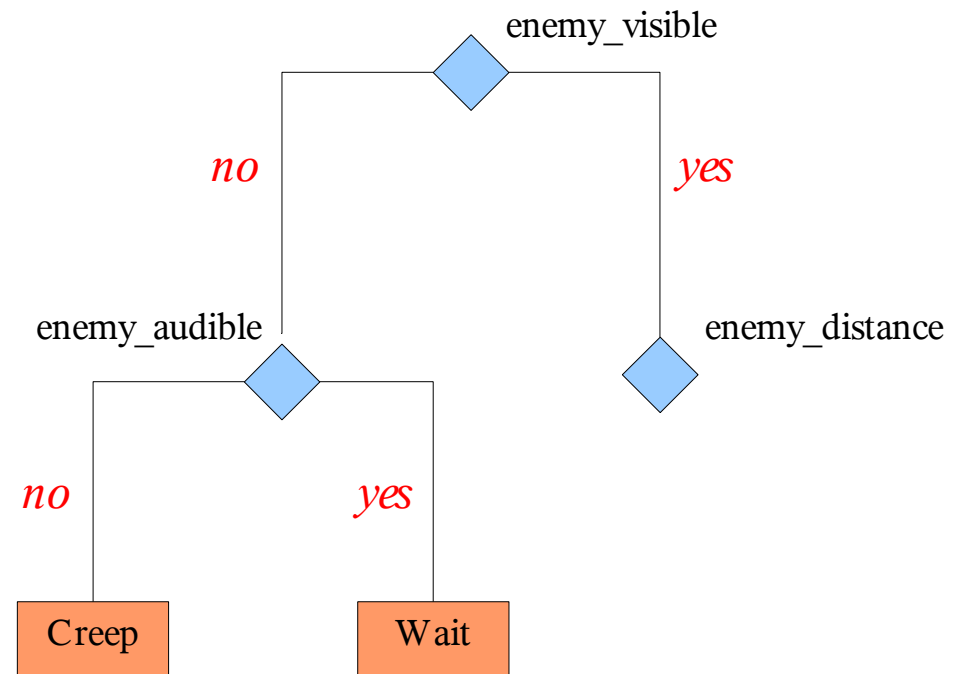 enemy_visible
no
yes
enemy_audible
enemy_distance
no
yes
Creep
Wait